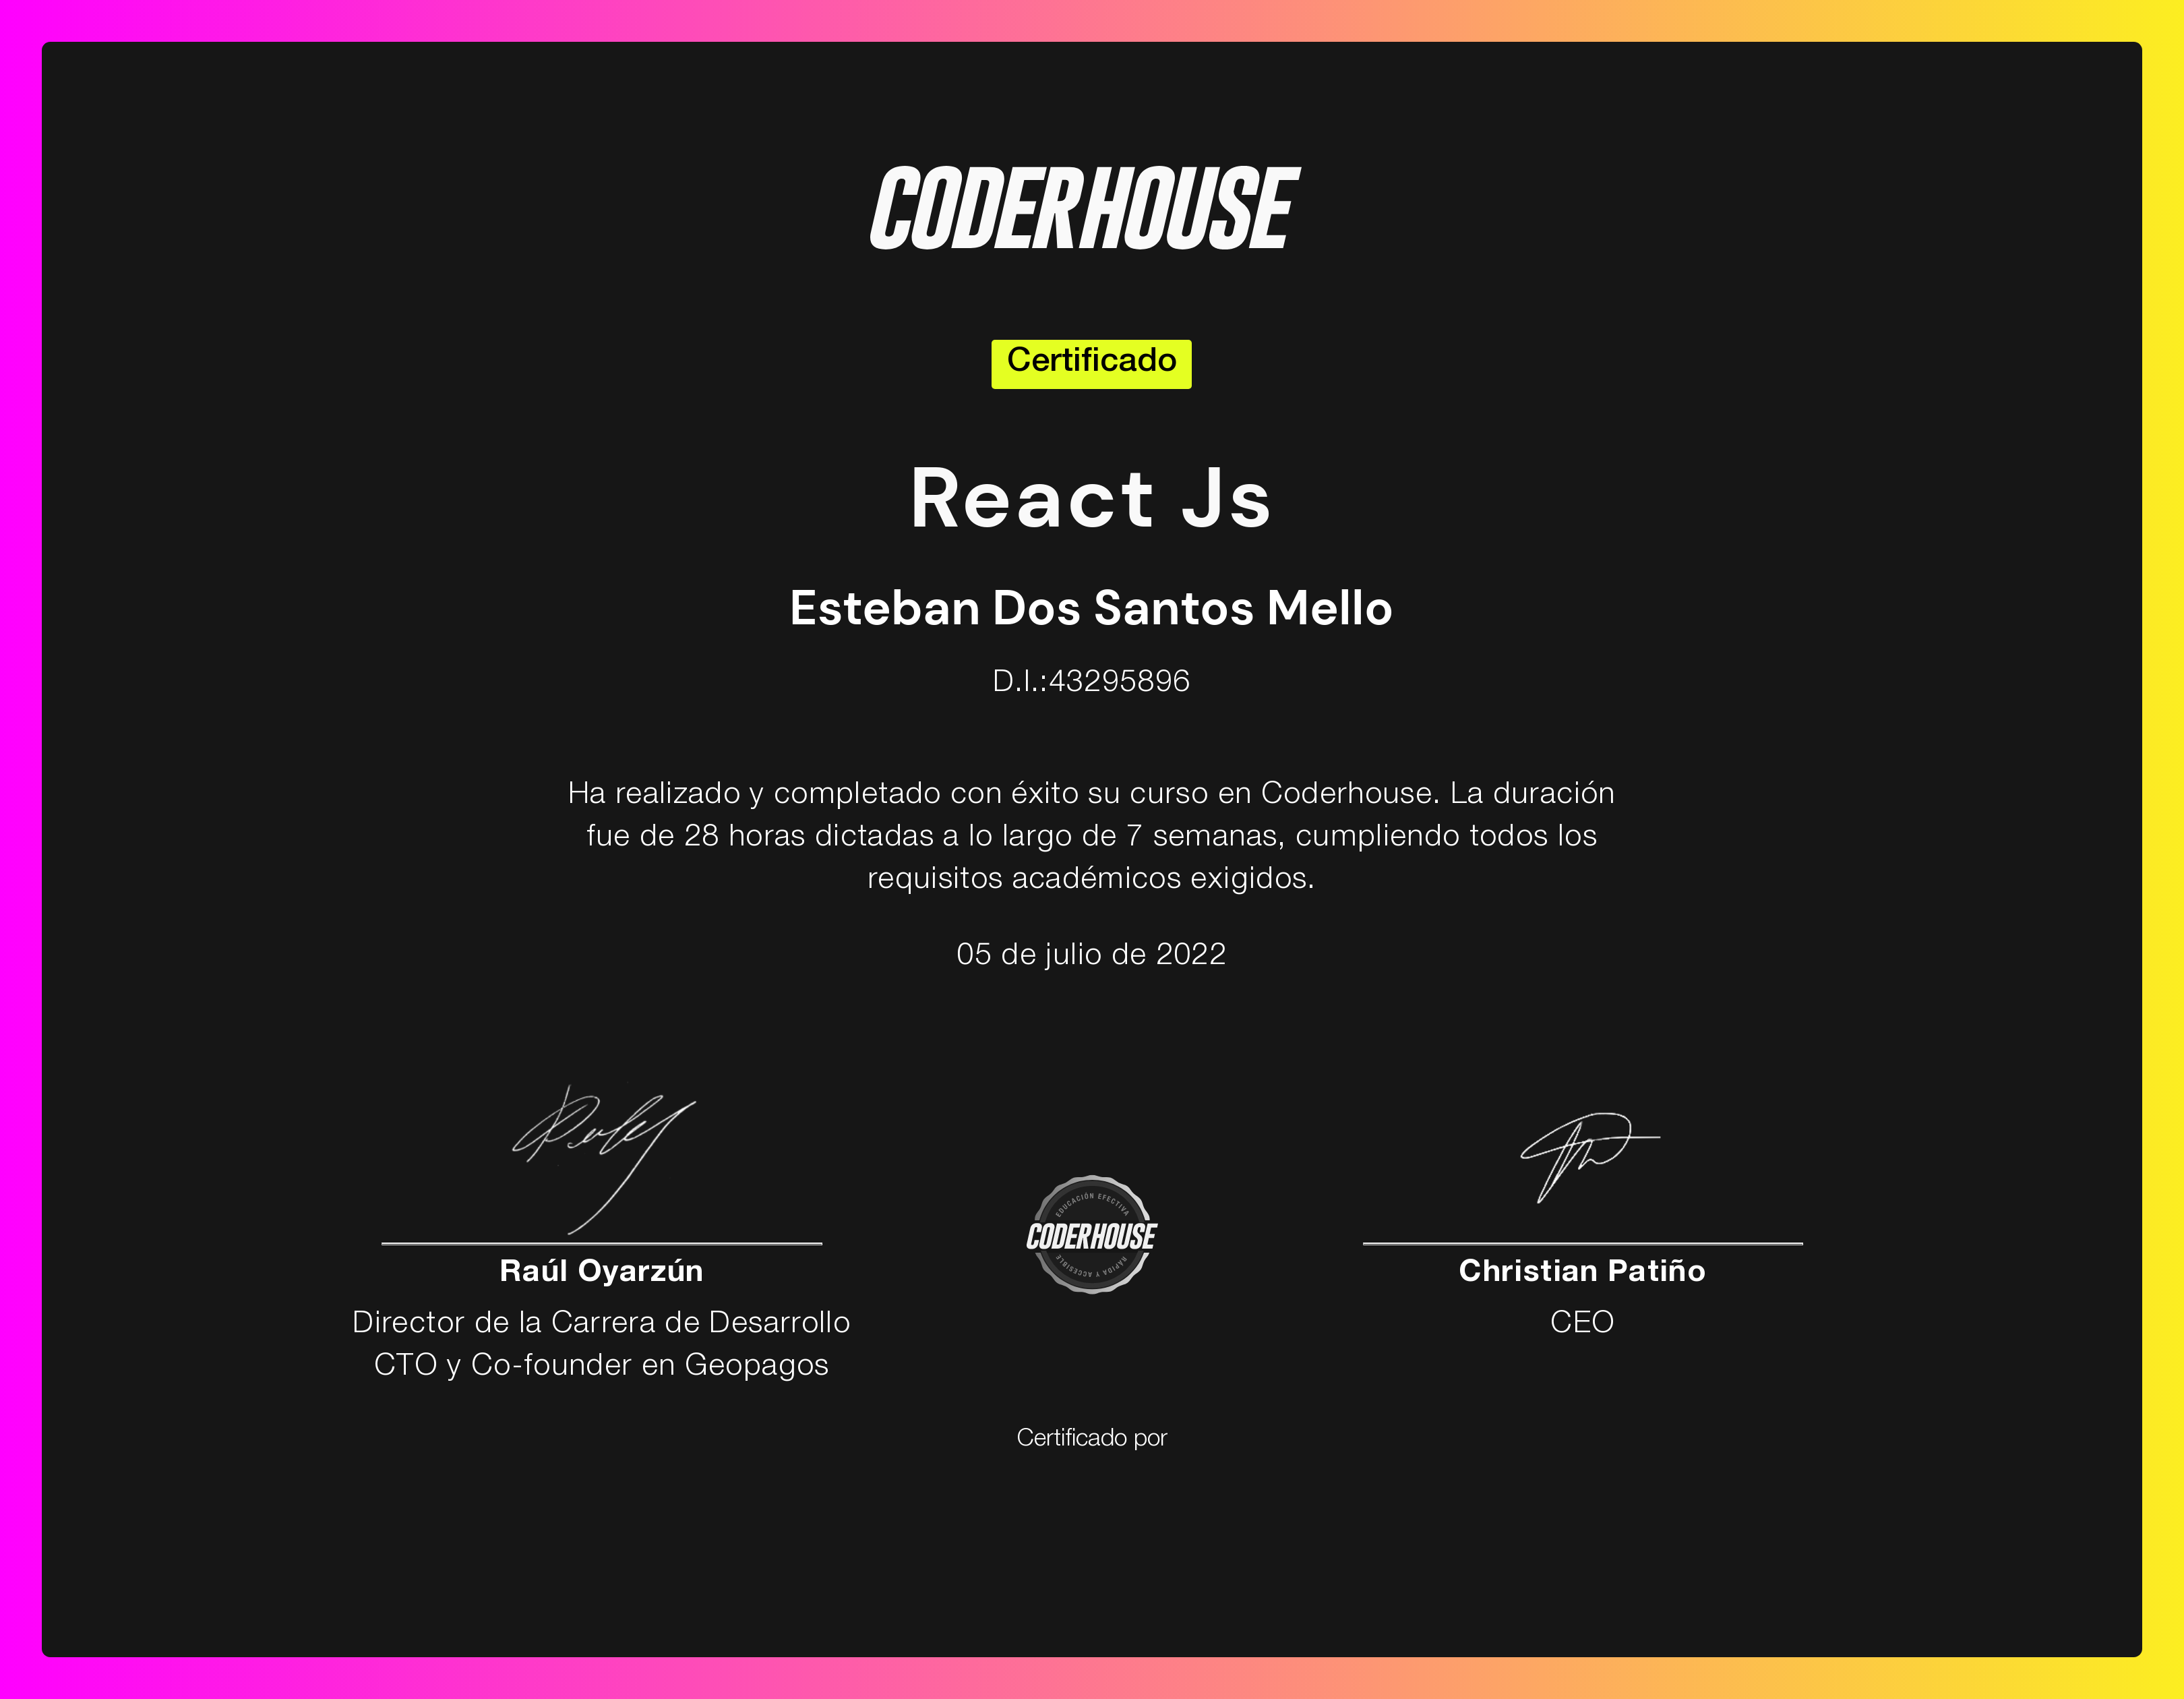 CODERHOUSE
Certificado
React Js
Esteban Dos Santos Mello
D.I.:43295896
Ha realizado y completado con éxito su curso en Coderhouse. La duración
fue de 28 horas dictadas a lo largo de 7 semanas, cumpliendo todos los
requisitos académicos exigidos.
05 de julio de 2022
EDUCACIÓN EFECTIVA
CODERHOUSE
RÁPIDA Y ACCESIBLE
Raúl Oyarzún
Director de la Carrera de Desarrollo
CTO y Co-founder en Geopagos
Christian Patiño
CEO
Certificado por